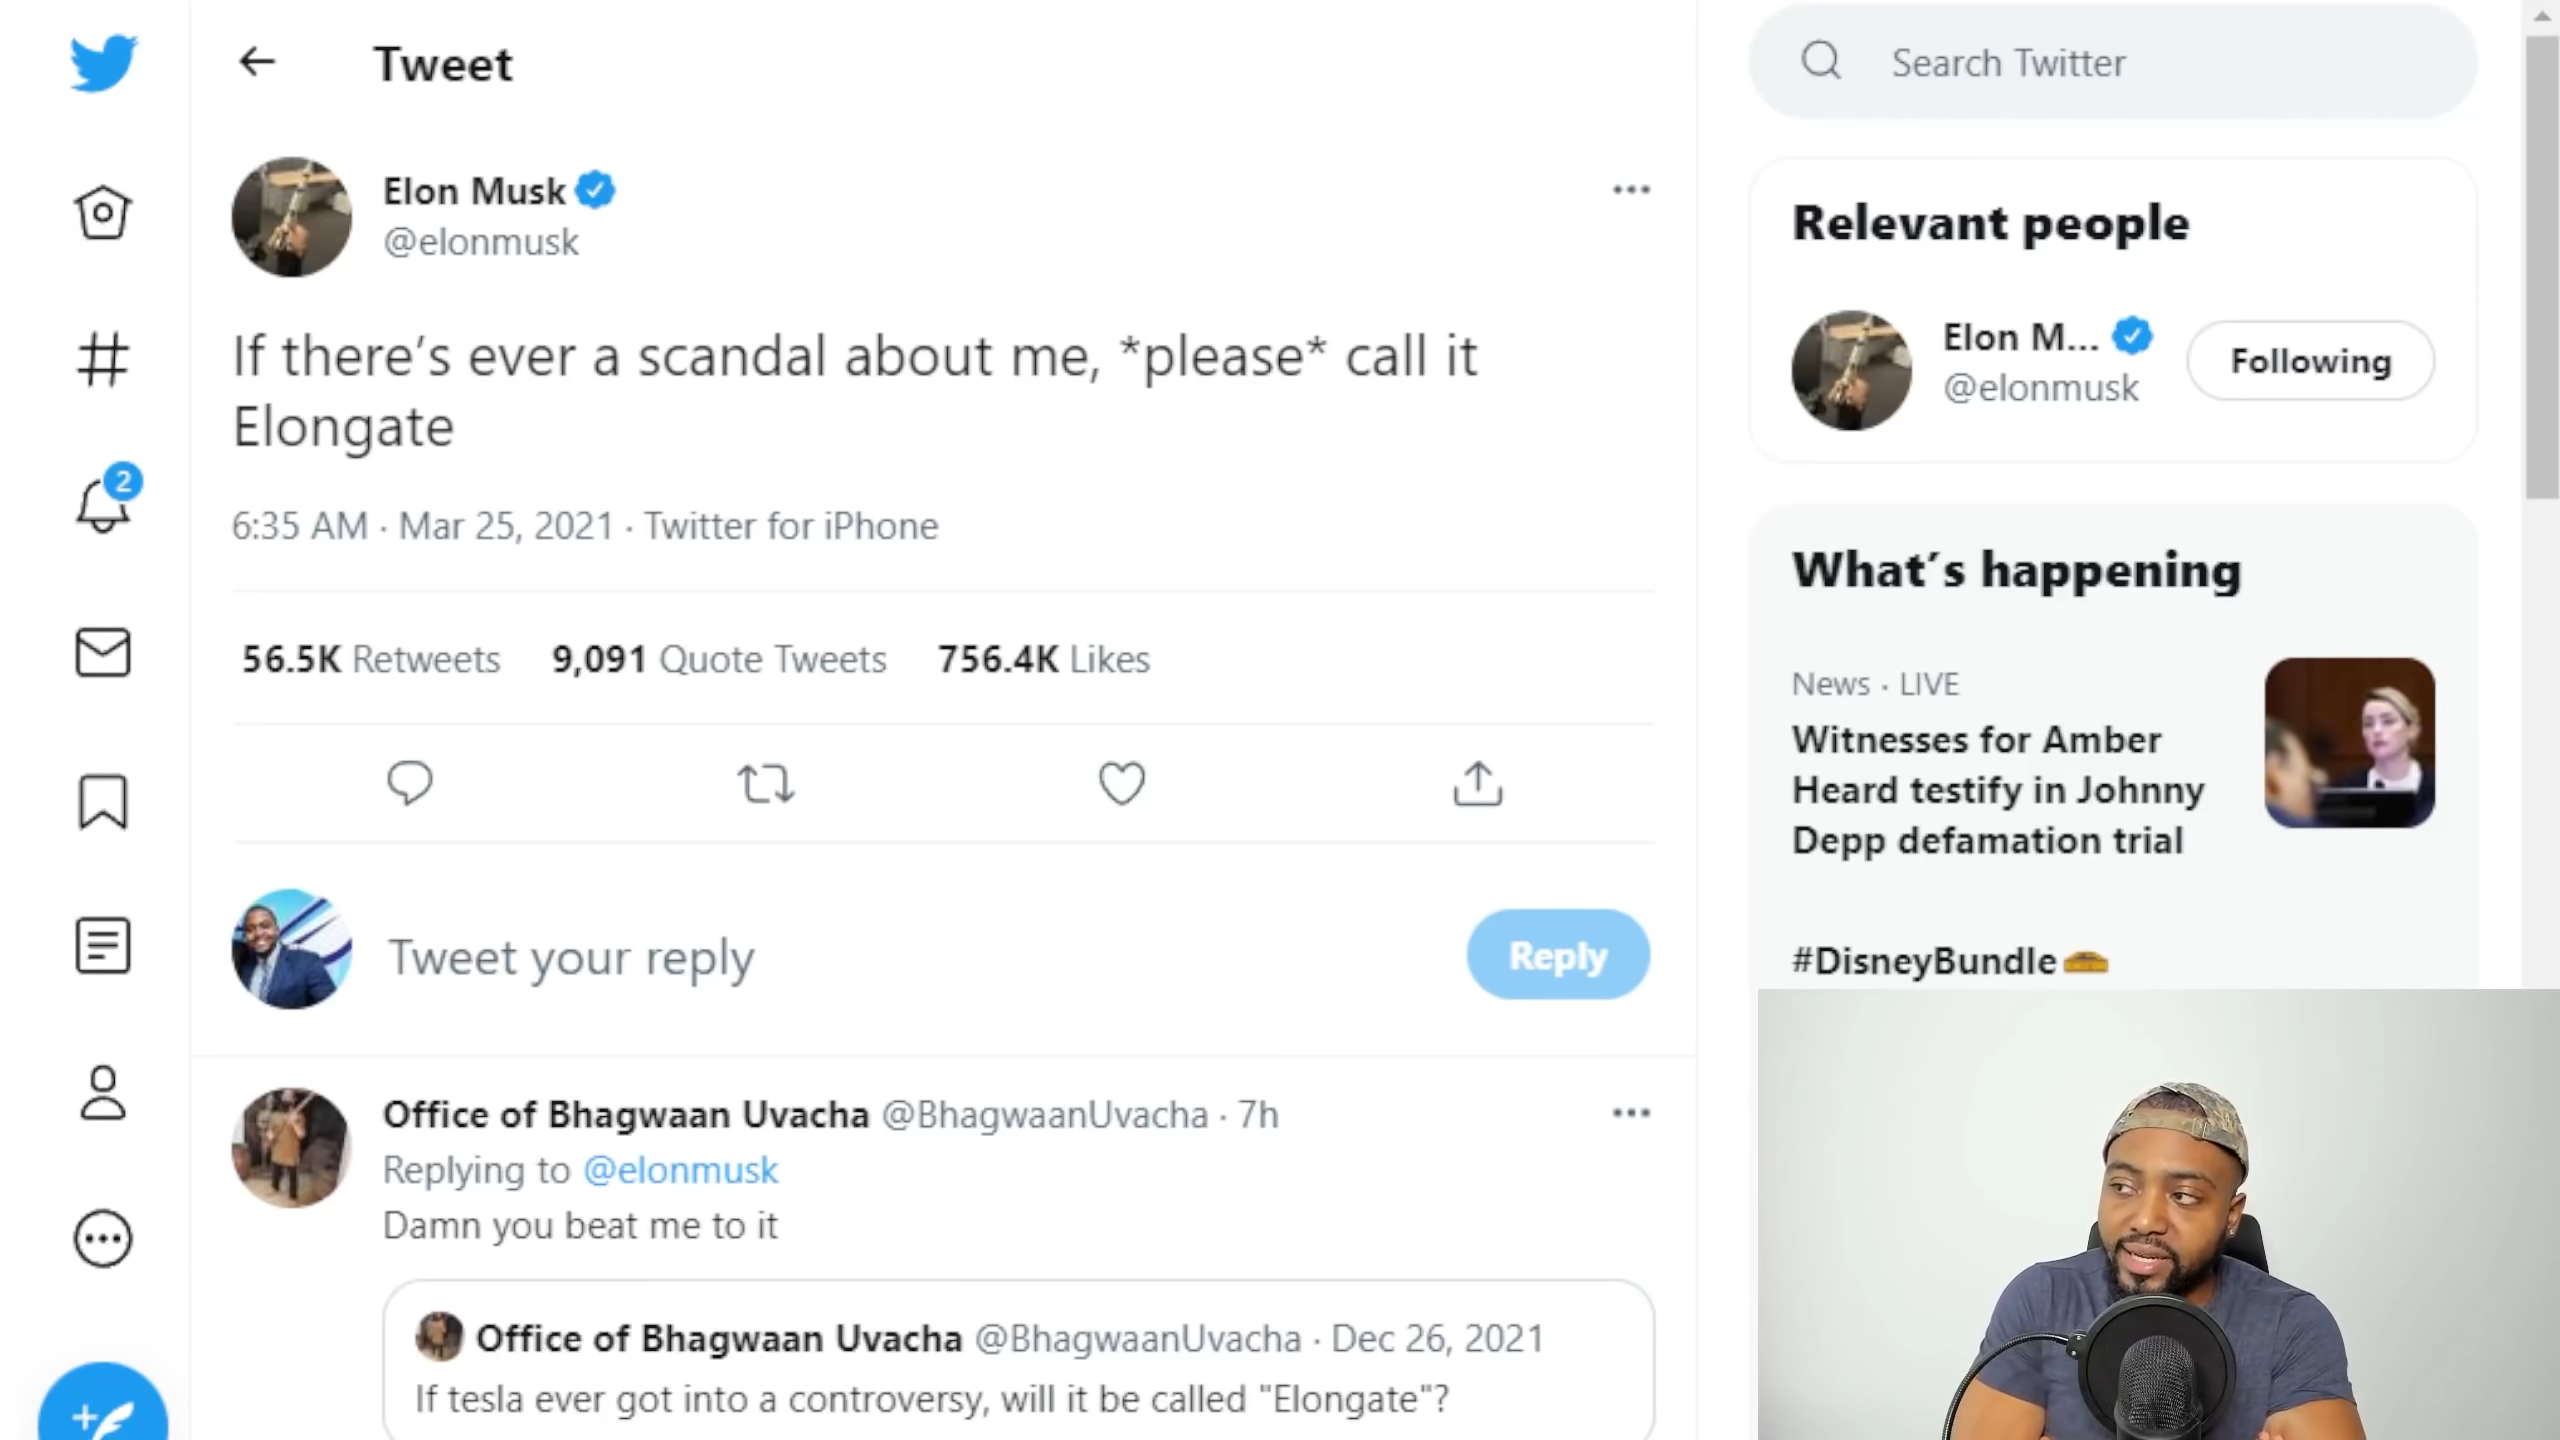 Tweet
Elon Musk
@elonmusk
If there's ever a scandal about me, *please* call it
Elongate
6:35 AM · Mar 25, 2021 · Twitter for iPhone
56.5K Retweets 9,091 Quote Tweets 756.4K Likes
Tweet your reply
Reply
Office of Bhagwaan Uvacha @BhagwaanUvacha · 7h
Replying to @elonmusk
Damn you beat me to it
Office of Bhagwaan Uvacha @BhagwaanUvacha · Dec 26, 2021
If tesla ever got into a controversy, will it be called "Elongate"?
2
Search Twitter
Relevant people
Elon M...
@elonmusk
Following
What's happening
News · LIVE
Witnesses for Amber
Heard testify in Johnny
Depp defamation trial
#DisneyBundle